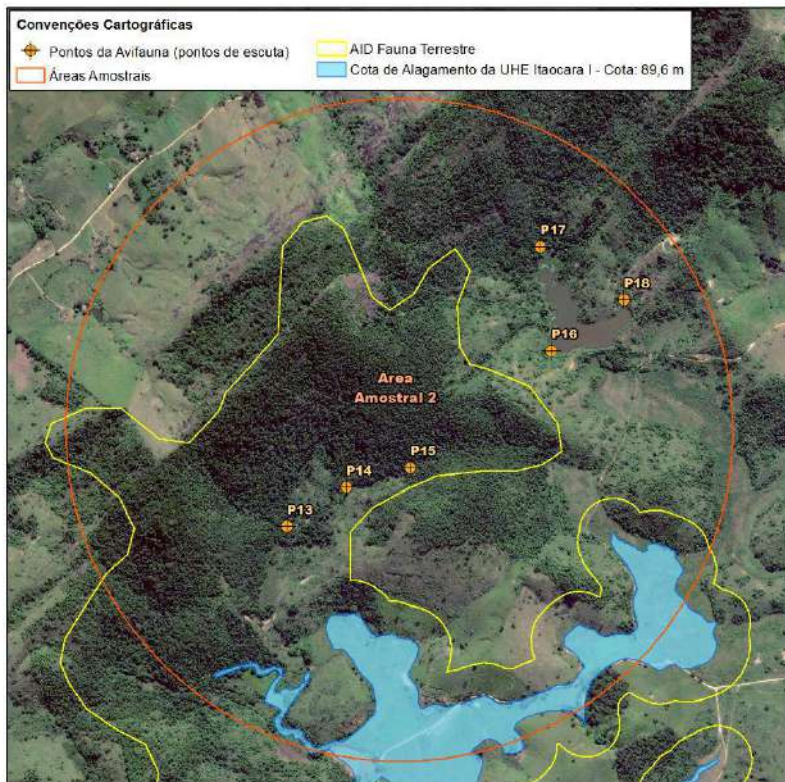 Convenções Cartográficas
Pontos da Avifauna (pontos de escuta)
Áreas Amostrais
AID Fauna Terrestre
Cota de Alagamento da UHE Itaocara I - Cota: 89,6 m
P17
P18
P16
Área
Amostral 2
P15
P14
P13